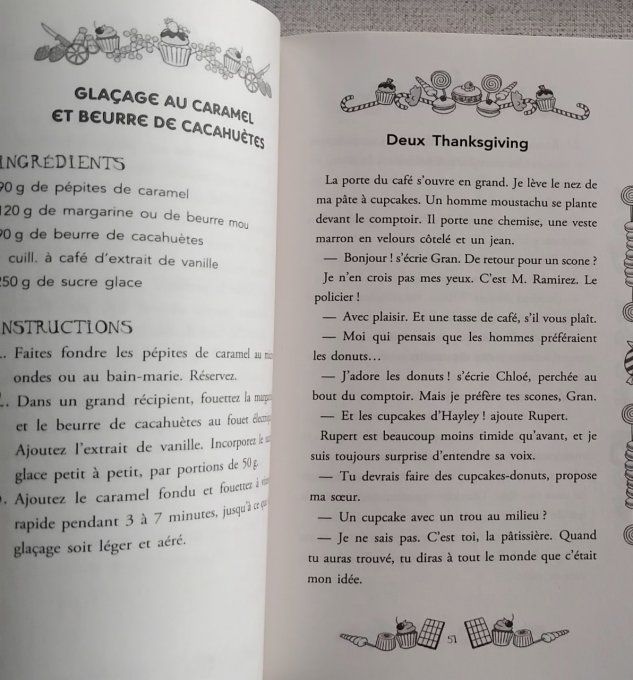 GLAÇAGE AU CARAMEL
ET BEURRE DE CACAHUÈTES
INGRÉDIENTS
90 g de pépites de caramel
120 g de margarine ou de beurre mou
90 g de beurre de cacahuètes
cuill. à café d'extrait de vanille
250 g de sucre glace
INSTRUCTIONS
Faites fondre les pépites de caramel au
ondes ou au bain-marie. Réservez.
Dans un grand récipient, fouettez la
et le beurre de cacahuètes au fouet
Ajoutez l'extrait de vanille. Incorporez le
glace petit à petit, par portions de 50 g.
Ajoutez le caramel fondu et fouettez à
rapide pendant 3 à 7 minutes, jusqu'à ce
glaçage soit léger et aéré.
Deux Thanksgiving
La porte du café s'ouvre en grand. Je lève le nez de
ma pâte à cupcakes. Un homme moustachu se plante
devant le comptoir. Il porte une chemise, une veste
marron en velours côtelé et un jean.
— Bonjour ! s'écrie Gran. De retour pour un scone ?
Je n'en crois pas mes yeux. C'est M. Ramirez. Le
policier !
— Avec plaisir. Et une tasse de café, s'il vous plaît.
— Moi qui pensais que les hommes préféraient
les donuts…
— J'adore les donuts ! s'écrie Chloé, perchée au
bout du comptoir. Mais je préfère tes scones, Gran.
— Et les cupcakes d'Hayley ! ajoute Rupert.
Rupert est beaucoup moins timide qu'avant, et je
suis toujours surprise d'entendre sa voix.
— Tu devrais faire des cupcakes-donuts, propose
ma sœur.
— Un cupcake avec un trou au milieu ?
— Je ne sais pas. C'est toi, la pâtissière. Quand
tu auras trouvé, tu diras à tout le monde que c'était
mon idée.
51